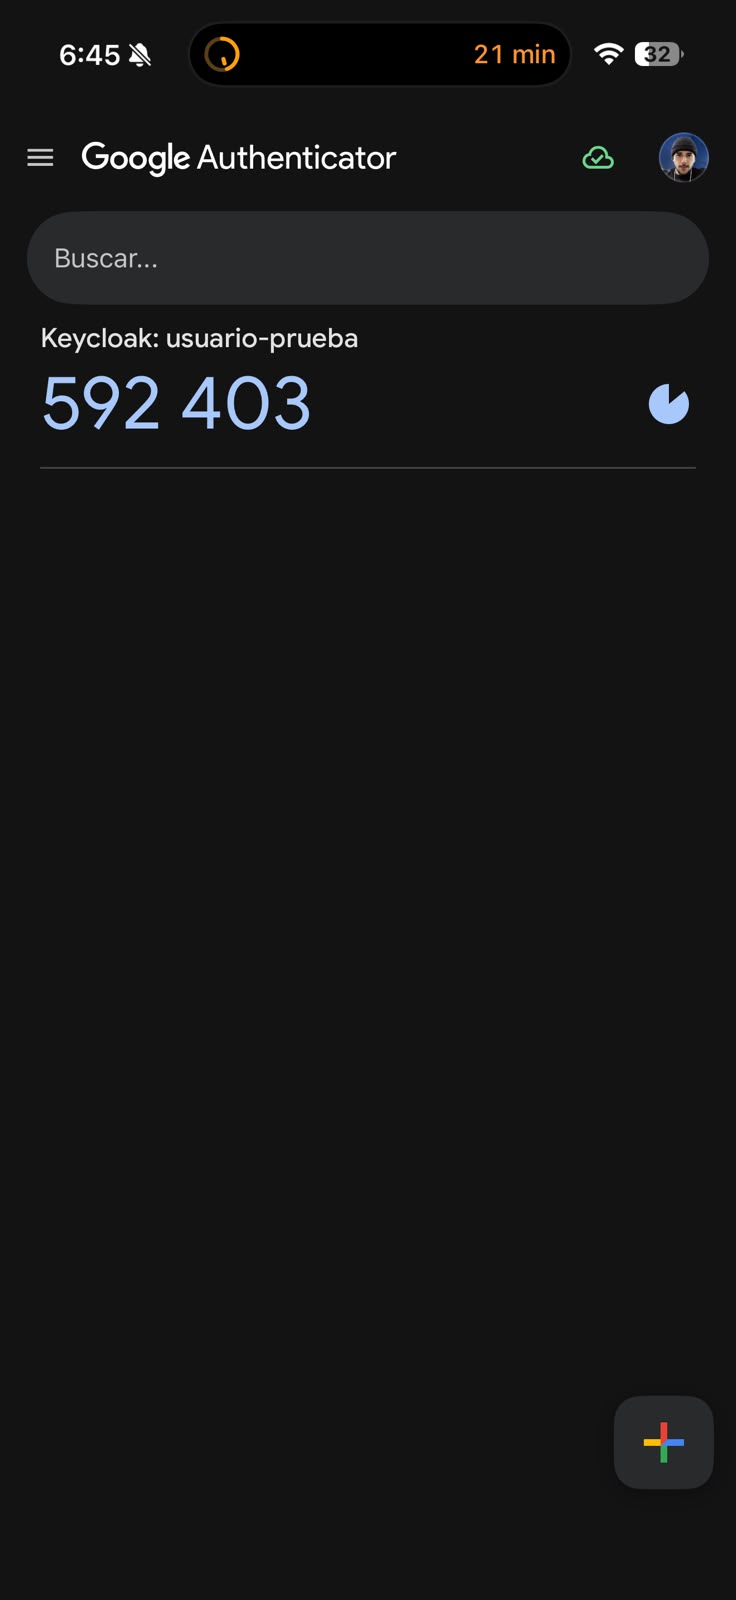 6:45
21 min
32
Google Authenticator
Buscar...
Keycloak: usuario-prueba
592 403